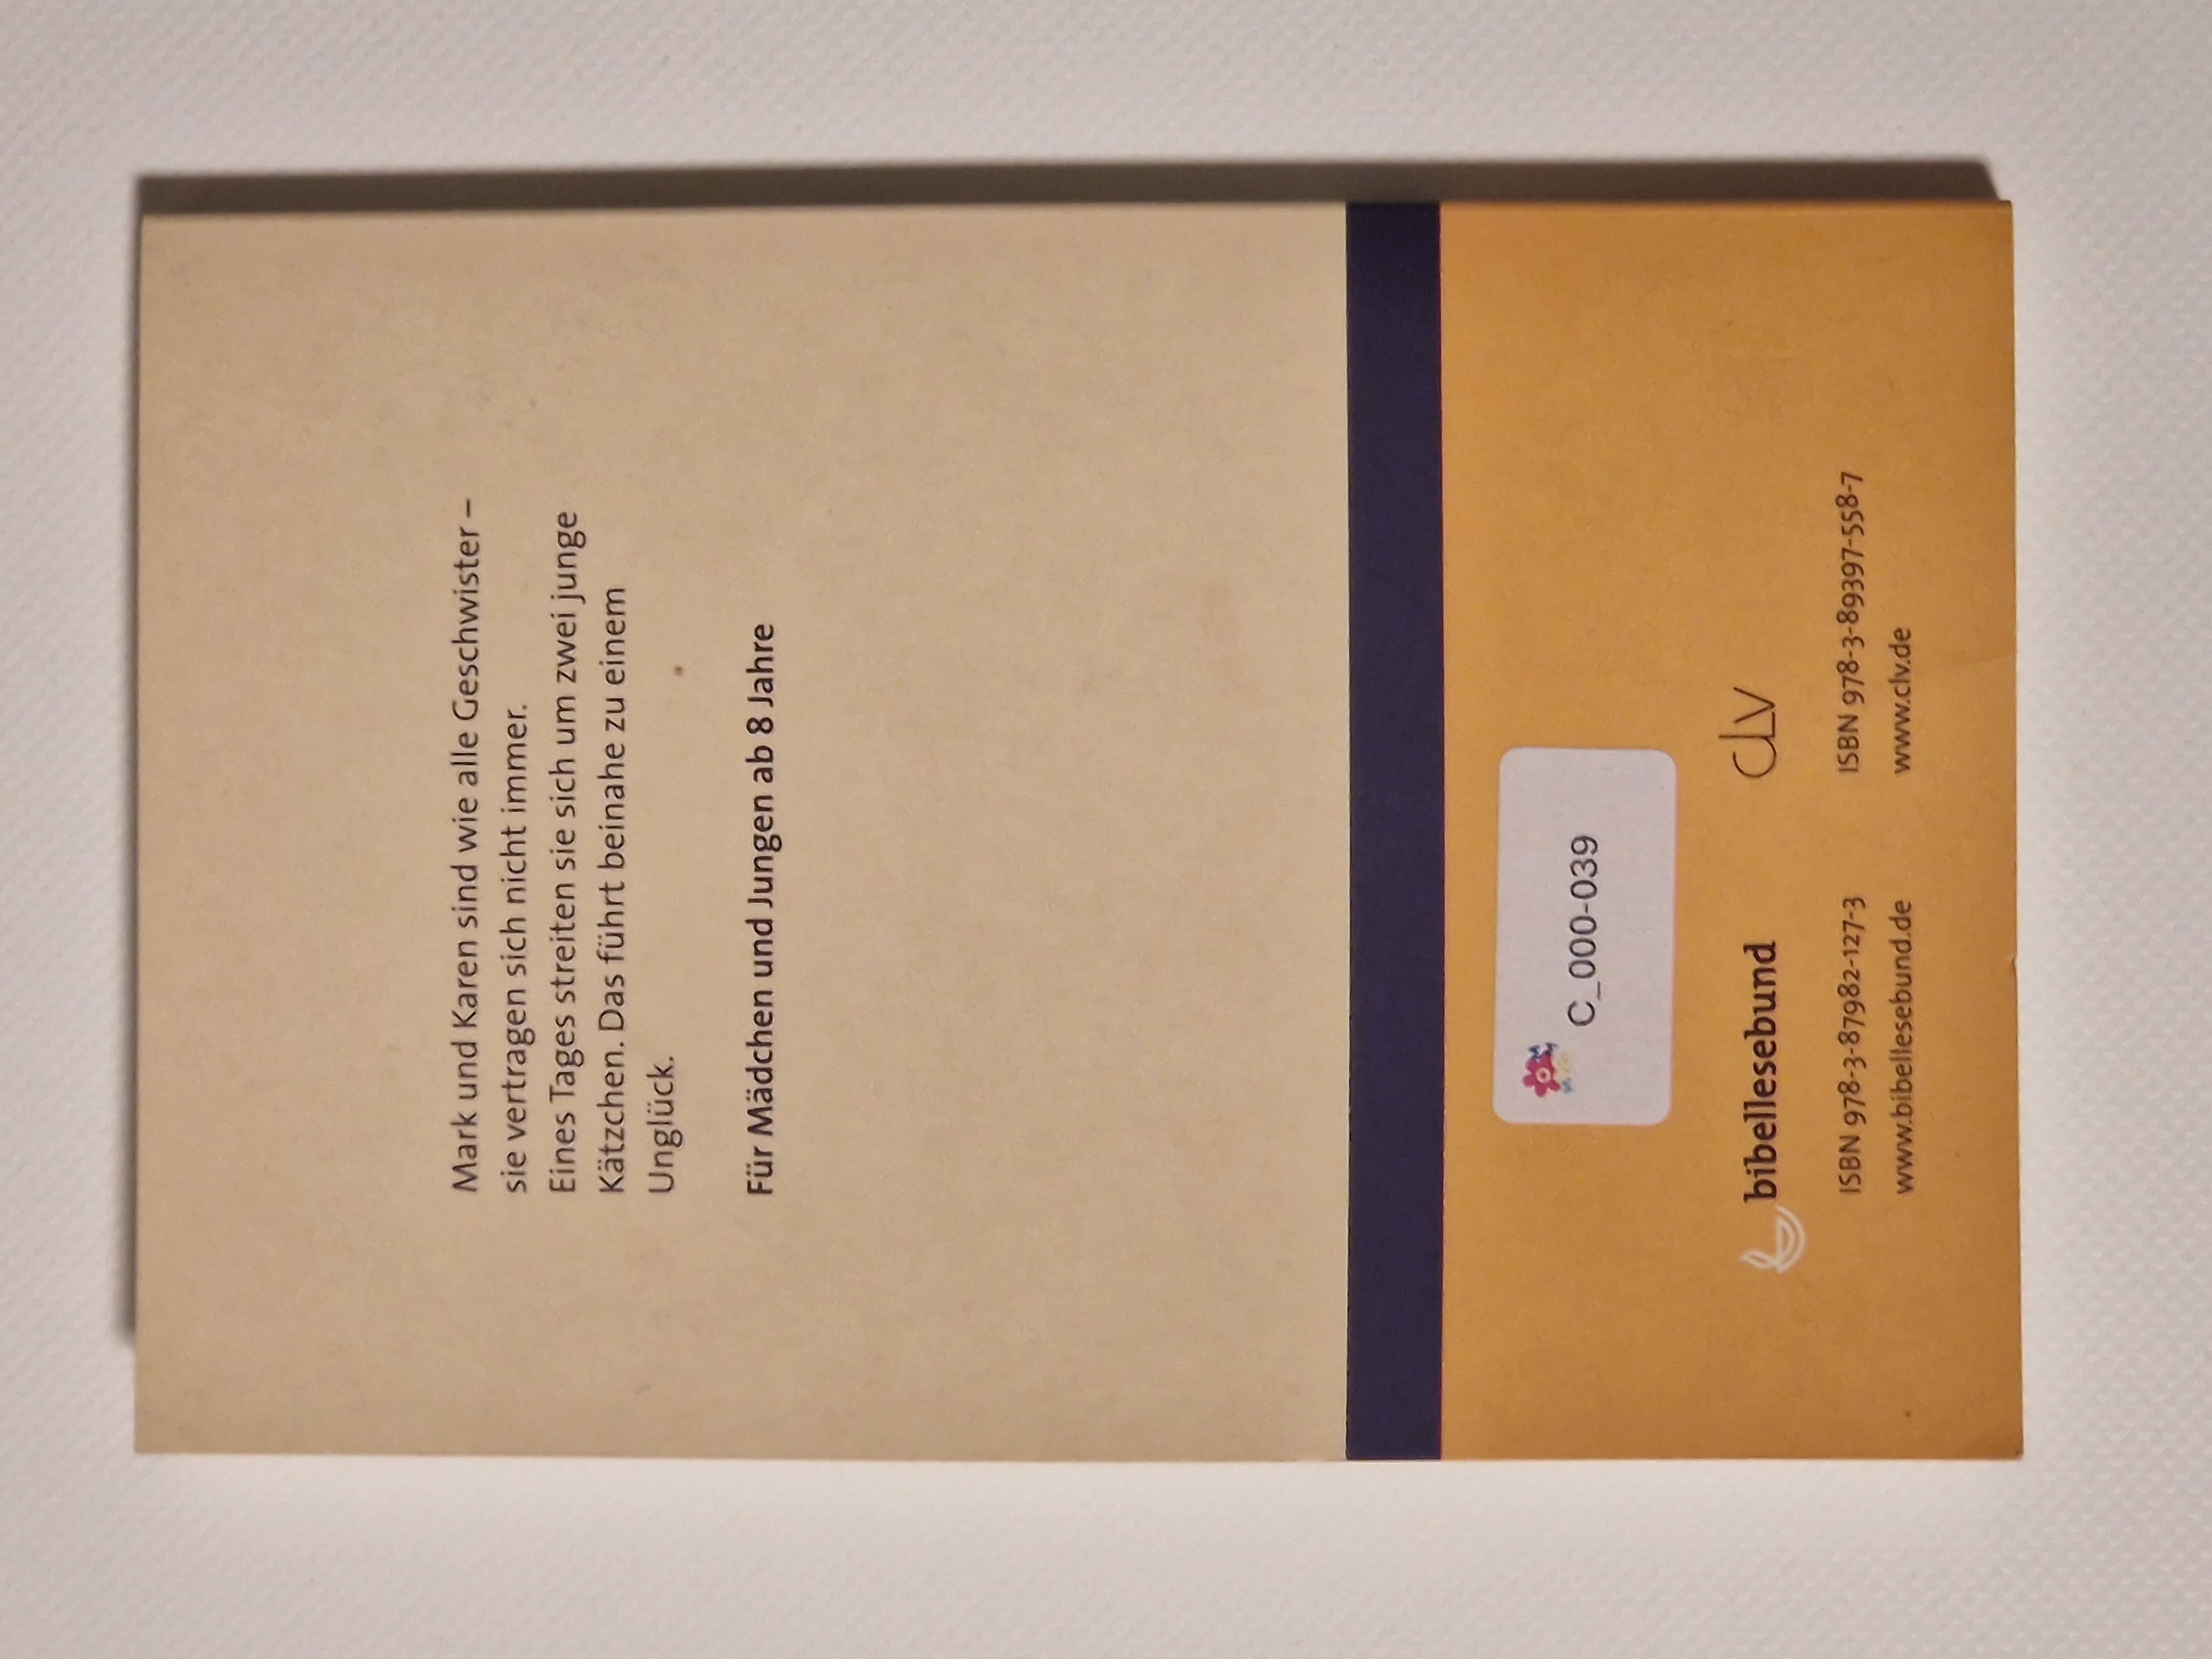 Mark und Karen sind wie alle Geschwister –
sie vertragen sich nicht immer.
Eines Tages streiten sie sich um zwei junge
Kätzchen. Das führt beinahe zu einem
Unglück.
Für Mädchen und Jungen ab 8 Jahre
C_000-039
bibellesebund
ISBN 978-3-87982-127-3
www.bibellesebund.de
clv
ISBN 978-3-89397-558-7
www.clv.de